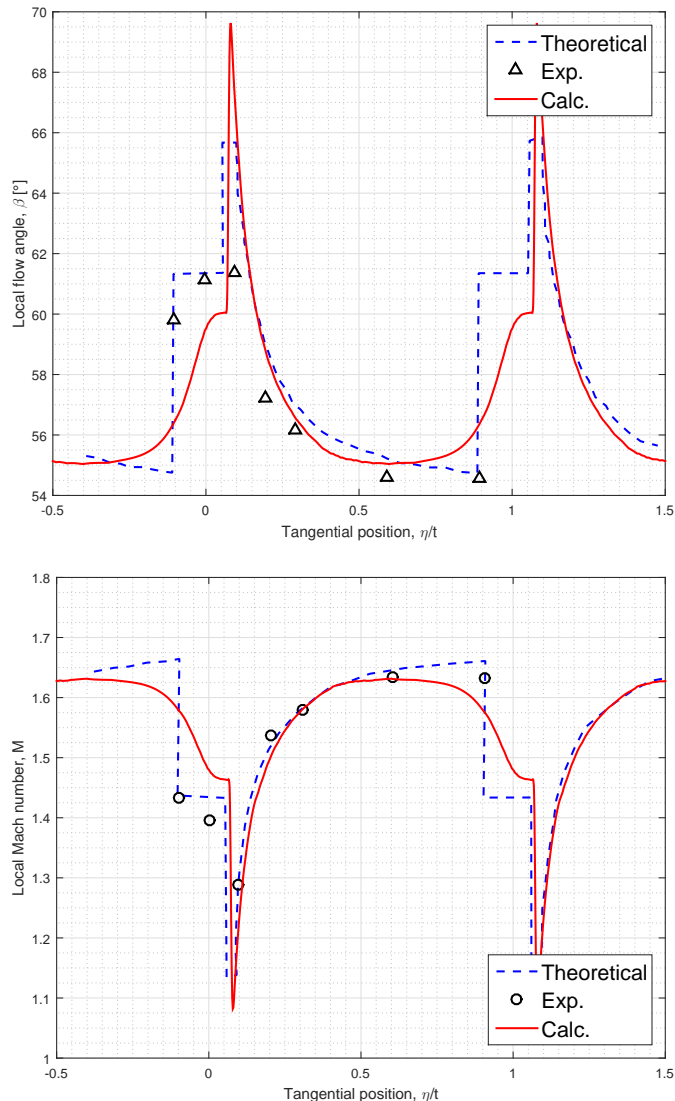 70
68
66
64
62
60
58
56
54
Local flow angle, β [°]
Theoretical
Exp.
Calc.
-0.5
0
0.5
1
1.5
Tangential position, η/t
1.8
1.7
1.6
1.5
1.4
1.3
1.2
1.1
1
Local Mach number, M
Theoretical
Exp.
Calc.
-0.5
0
0.5
1
1.5
Tangential position, η/t